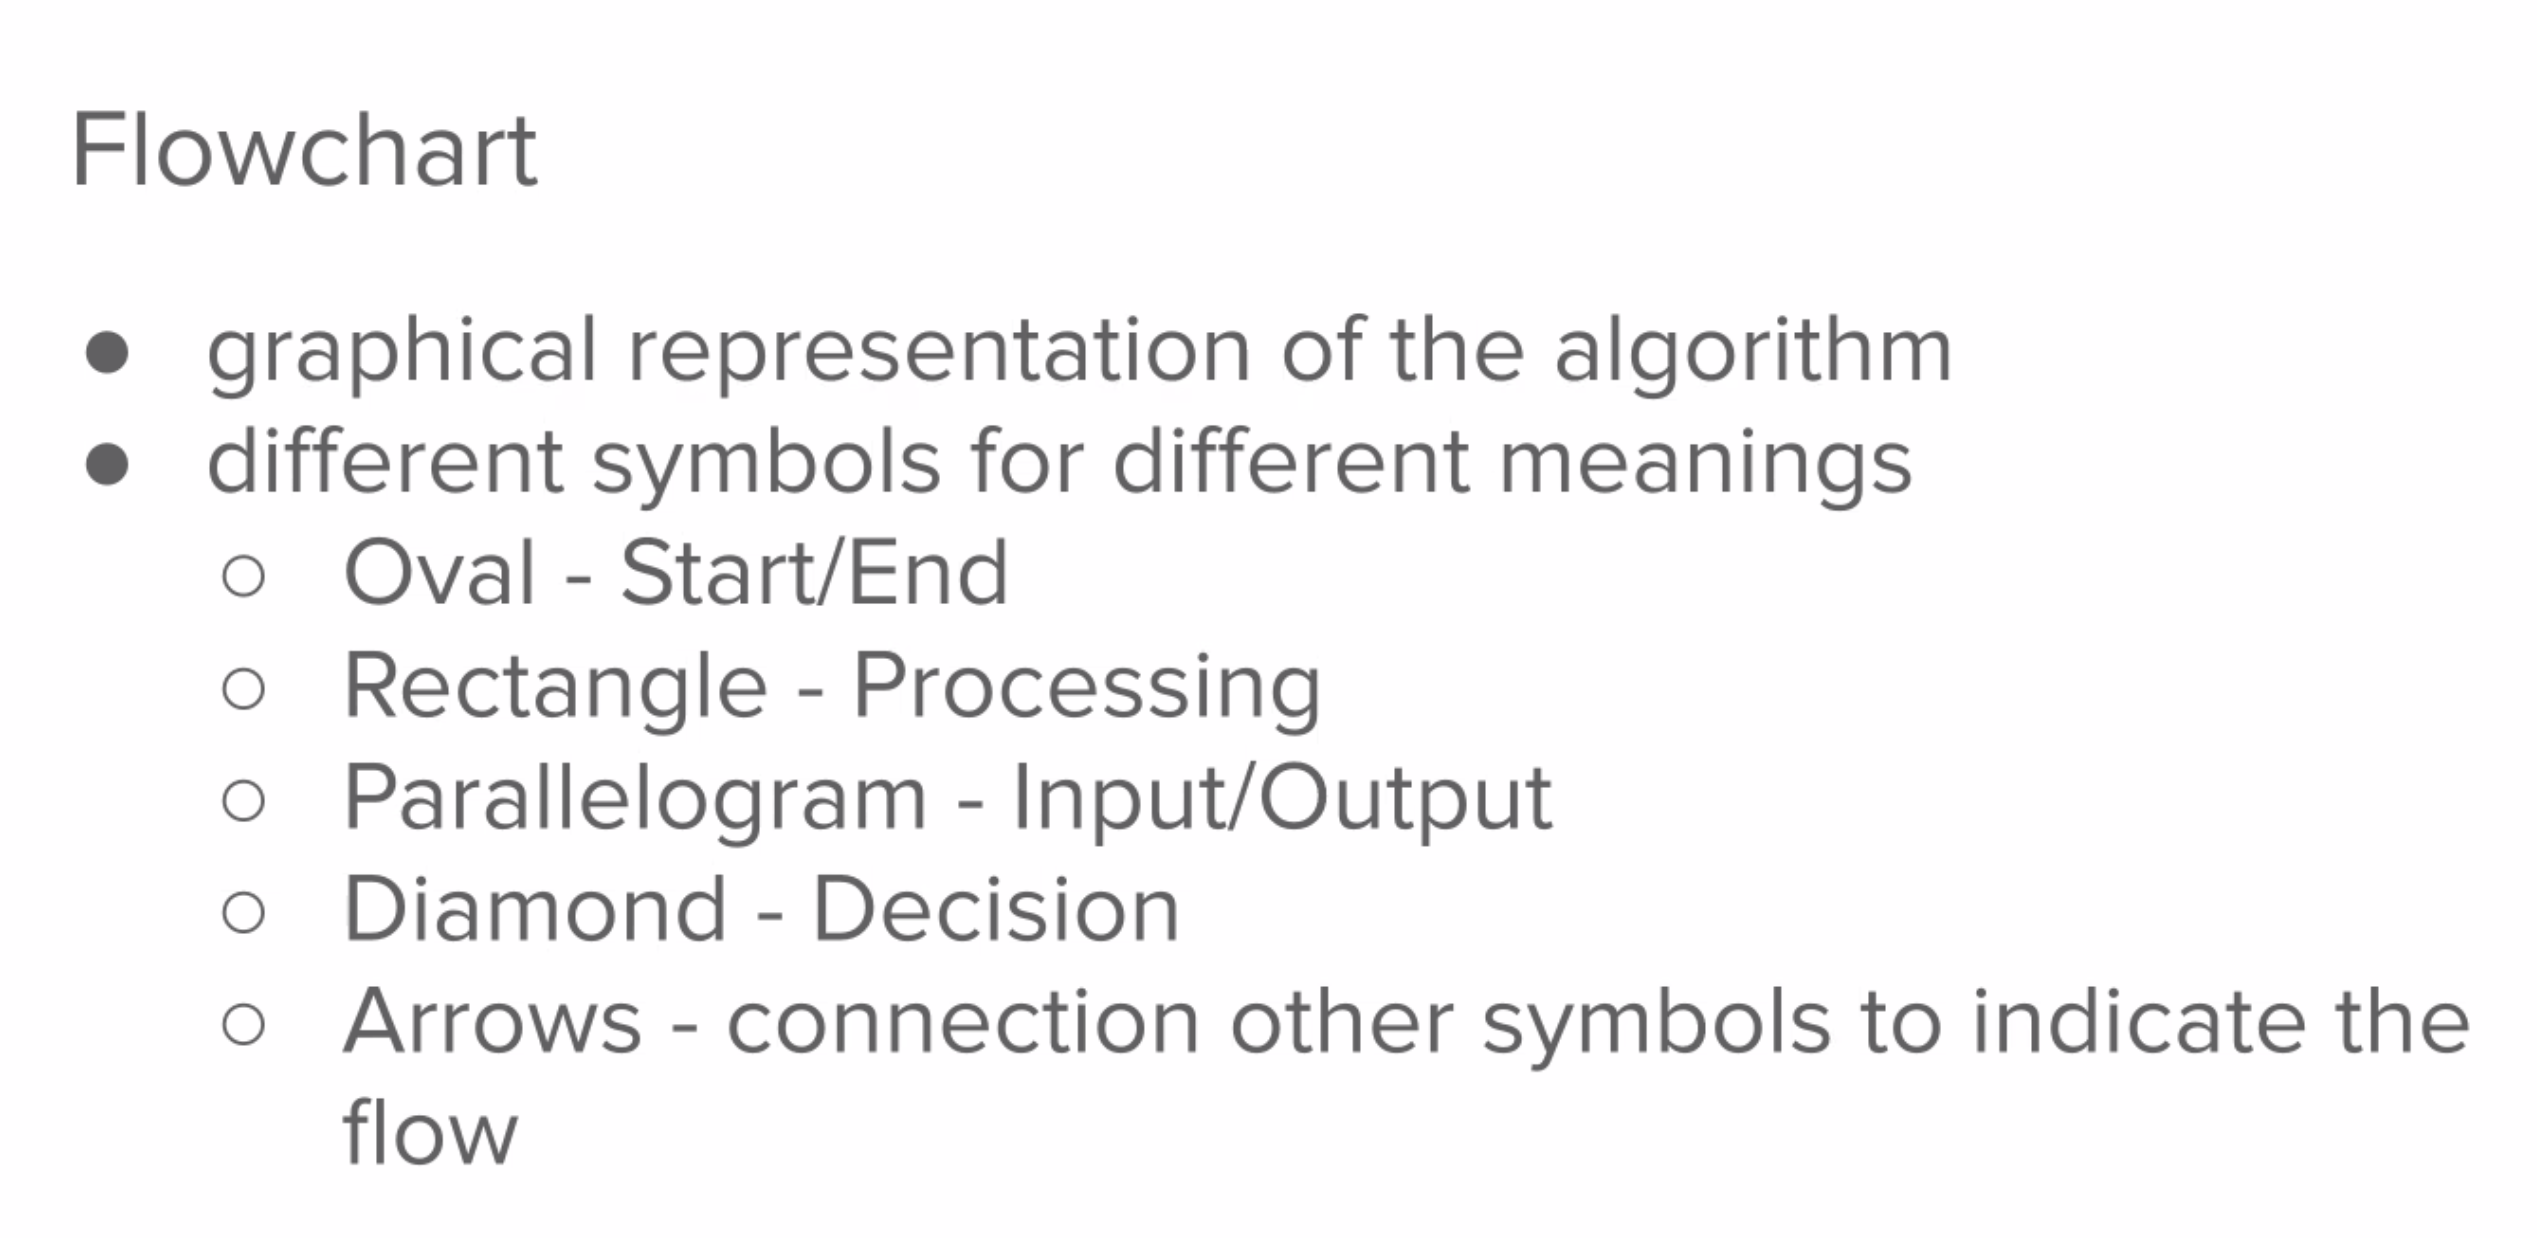 Flowchart
● graphical representation of the algorithm
● different symbols for different meanings
○ Oval - Start/End
○ Rectangle - Processing
○ Parallelogram - Input/Output
○ Diamond - Decision
○ Arrows - connection other symbols to indicate the
flow